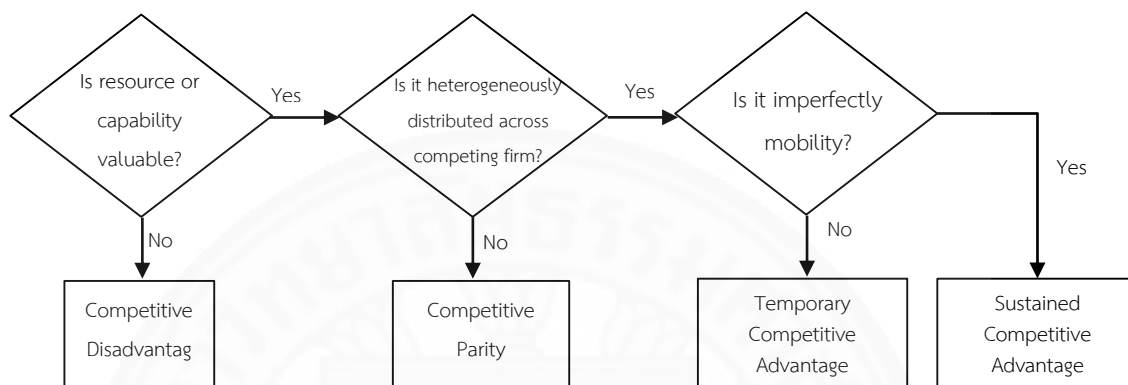 Is resource or
capability
valuable?
Yes
Is it heterogeneously
distributed across
competing firm?
Yes
Is it imperfectly
mobility?
Yes
No
No
No
Competitive
Disadvantag
Competitive
Parity
Temporary
Competitive
Advantage
Sustained
Competitive
Advantage